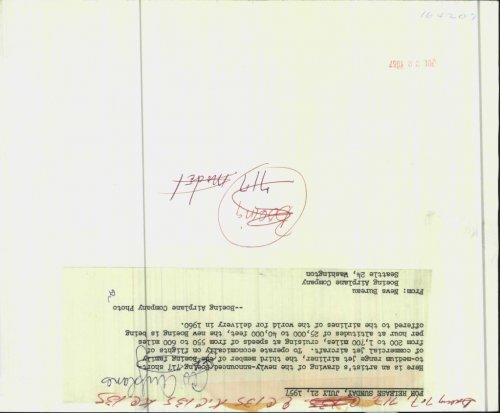 FOR RELEASE SUNDAY, JULY 21, 1957
Here is an artist's drawing of the newly-announced Boeing 717 short-
to-medium range jet airliner, the third member of the Boeing family
of commercial jet aircraft. To operate economically on flights of
from 200 to 1,700 miles, cruising at speeds of from 550 to 600 miles
per hour at altitudes of 25,000 to 40,000 feet, the new Boeing is being
offered to the airlines of the world for delivery in 1960.
--Boeing Airplane Company Photo
From: News Bureau
Boeing Airplane Company
Seattle 24, Washington
Boeing
717 model
JUL 1957
Airplane
KC135 KC135
Boeing 707